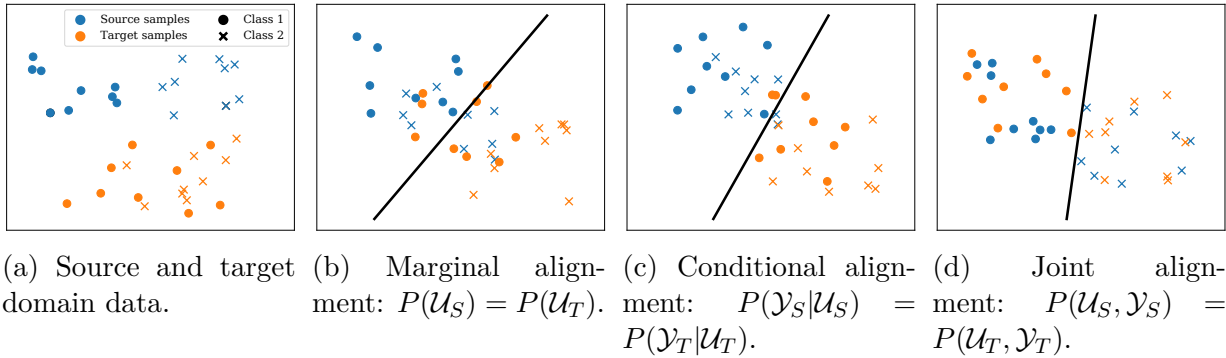 Source samples
Target samples
Class 1
Class 2
(a) Source and target
domain data.
(b) Marginal align-
ment: P(𝒰_S) = P(𝒰_T).
(c) Conditional align-
ment: P(𝒴_S|𝒰_S) =
P(𝒴_T|𝒰_T).
(d) Joint align-
ment: P(𝒰_S, 𝒴_S) =
P(𝒰_T, 𝒴_T).